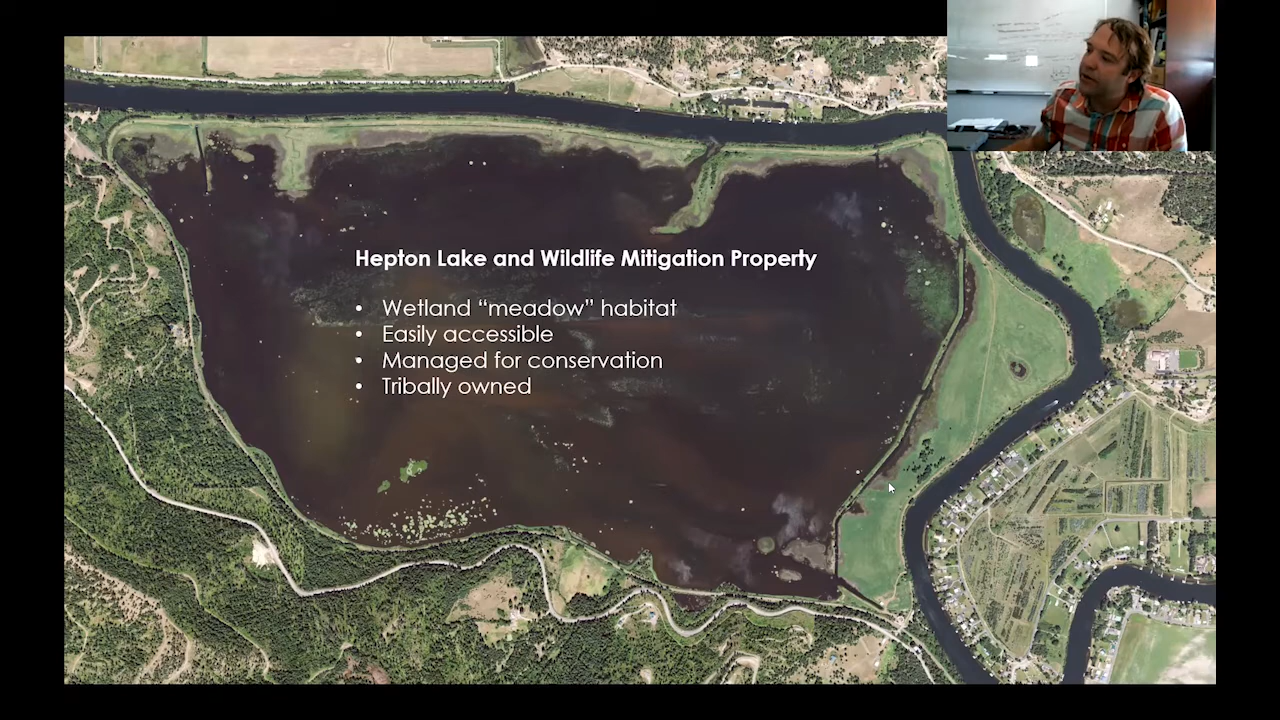 Hepton Lake and Wildlife Mitigation Property
• Wetland “meadow” habitat
• Easily accessible
• Managed for conservation
• Tribally owned